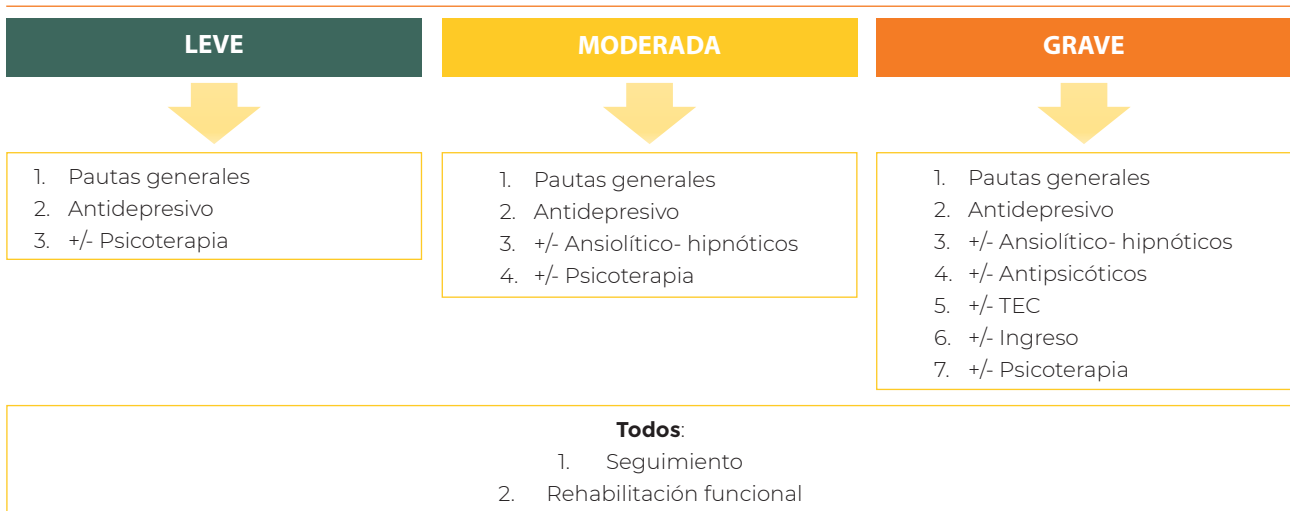 LEVE
1. Pautas generales
2. Antidepresivo
3. +/- Psicoterapia
MODERADA
1. Pautas generales
2. Antidepresivo
3. +/- Ansiolítico- hipnóticos
4. +/- Psicoterapia
GRAVE
1. Pautas generales
2. Antidepresivo
3. +/- Ansiolítico- hipnóticos
4. +/- Antipsicóticos
5. +/- TEC
6. +/- Ingreso
7. +/- Psicoterapia
Todos:
1. Seguimiento
2. Rehabilitación funcional